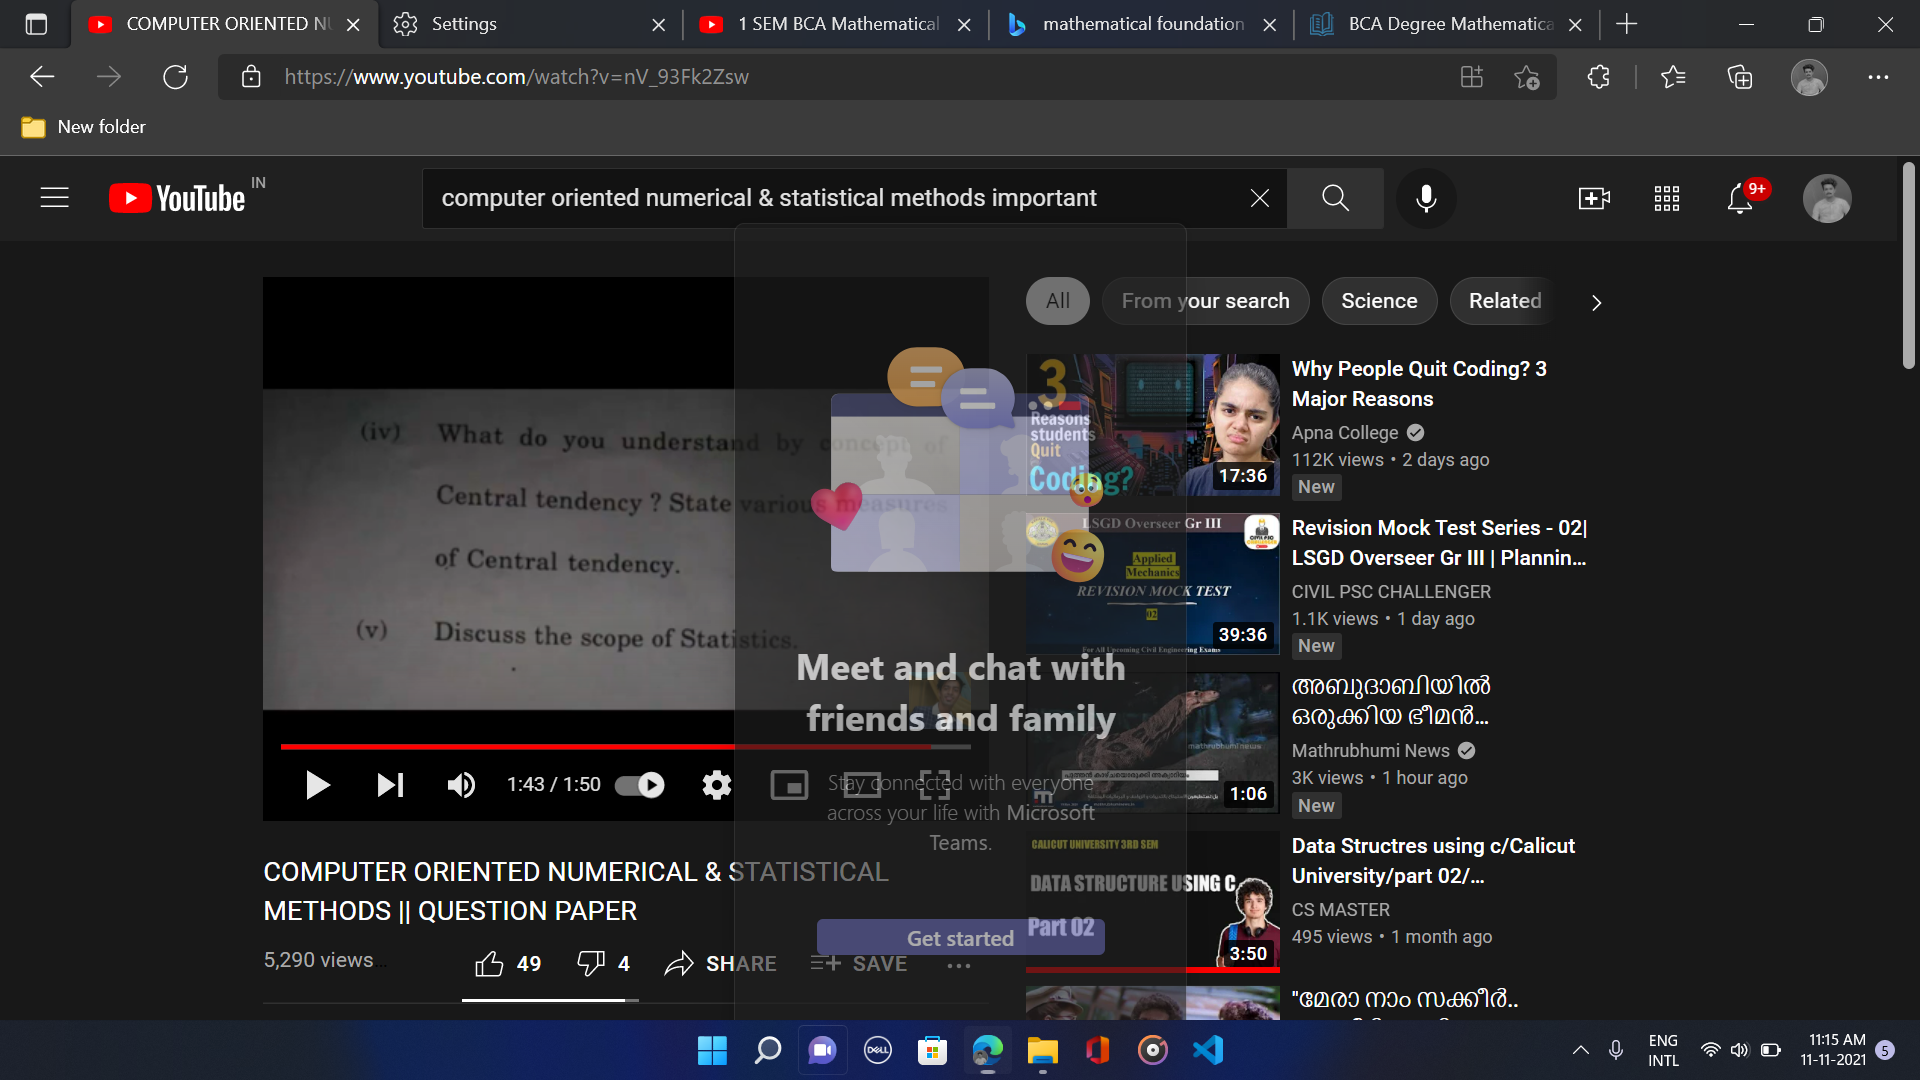 COMPUTER ORIENTED NU
Settings
1 SEM BCA Mathematical
mathematical foundation
BCA Degree Mathematica
https://www.youtube.com/watch?v=nV_93Fk2Zsw
New folder
YouTube IN
computer oriented numerical & statistical methods important
9+
(iv) What do you understand by concept of
Central tendency ? State various measures
of Central tendency.
(v) Discuss the scope of Statistics.
1:43 / 1:50
COMPUTER ORIENTED NUMERICAL & STATISTICAL
METHODS || QUESTION PAPER
5,290 views
49
4
SHARE
SAVE
Meet and chat with
friends and family
Stay connected with everyone
across your life with Microsoft
Teams.
Get started
All
From your search
Science
Related
3
Reasons
students
Quit
Coding?
17:36
Why People Quit Coding? 3
Major Reasons
Apna College
112K views • 2 days ago
New
LSGD Overseer Gr III
Applied
Mechanics
REVISION MOCK TEST
02
For All Upcoming Civil Engineering Exams
39:36
Revision Mock Test Series - 02|
LSGD Overseer Gr III | Plannin...
CIVIL PSC CHALLENGER
1.1K views • 1 day ago
New
mathrubhumi news
1:06
അബുദാബിയിൽ
ഒരുക്കിയ ഭീമൻ...
Mathrubhumi News
3K views • 1 hour ago
New
CALICUT UNIVERSITY 3RD SEM
DATA STRUCTURE USING C
Part 02
3:50
Data Structres using c/Calicut
University/part 02/...
CS MASTER
495 views • 1 month ago
"മേരാ നാം സക്കീർ..
DELL
ENG
INTL
11:15 AM
11-11-2021
5